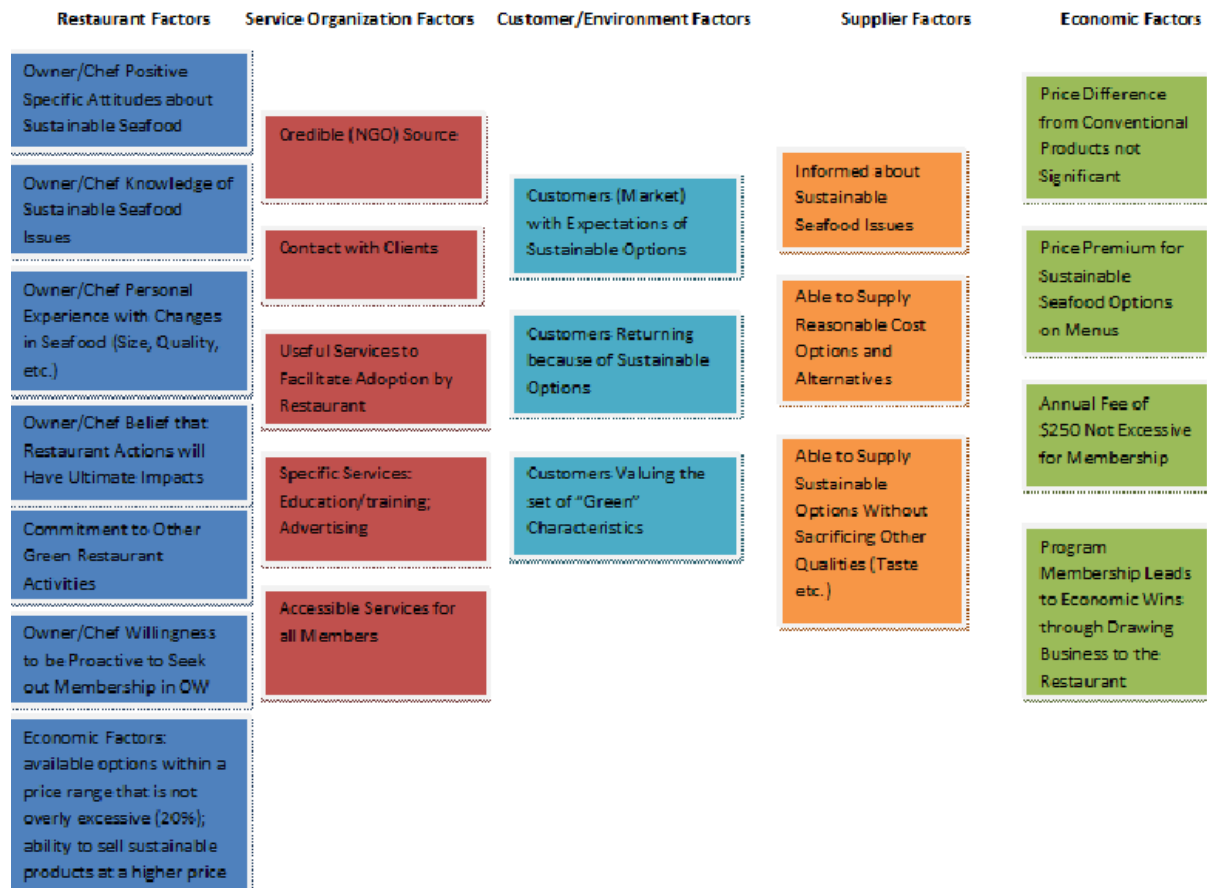 Restaurant Factors
Service Organization Factors
Customer/Environment Factors
Supplier Factors
Economic Factors
Owner/Chef Positive
Specific Attitudes about
Sustainable Seafood
Owner/Chef Knowledge of
Sustainable Seafood
Issues
Owner/Chef Personal
Experience with Changes
in Seafood (Size, Quality,
etc.)
Owner/Chef Belief that
Restaurant Actions will
Have Ultimate Impacts
Commitment to Other
Green Restaurant
Activities
Owner/Chef Willingness
to be Proactive to Seek
out Membership in OW
Economic Factors:
available options within a
price range that is not
overly excessive (20%);
ability to sell sustainable
products at a higher price
Credible (NGO) Source
Contact with Clients
Useful Services to
Facilitate Adoption by
Restaurant
Specific Services:
Education/training;
Advertising
Accessible Services for
all Members
Customers (Market)
with Expectations of
Sustainable Options
Customers Returning
because of Sustainable
Options
Customers Valuing the
set of “Green”
Characteristics
Informed about
Sustainable
Seafood Issues
Able to Supply
Reasonable Cost
Options and
Alternatives
Able to Supply
Sustainable
Options Without
Sacrificing Other
Qualities (Taste
etc.)
Price Difference
from Conventional
Products not
Significant
Price Premium for
Sustainable
Seafood Options
on Menus
Annual Fee of
$250 Not Excessive
for Membership
Program
Membership Leads
to Economic Wins
through Drawing
Business to the
Restaurant